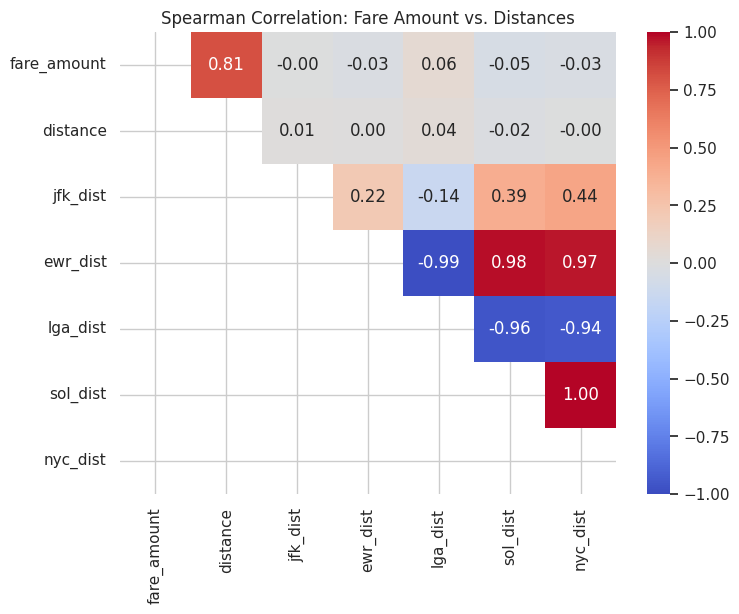 Spearman Correlation: Fare Amount vs. Distances
fare_amount 0.81 -0.00 -0.03 0.06 -0.05 -0.03
distance 0.01 0.00 0.04 -0.02 -0.00
jfk_dist 0.22 -0.14 0.39 0.44
ewr_dist -0.99 0.98 0.97
lga_dist -0.96 -0.94
sol_dist 1.00
nyc_dist
fare_amount distance jfk_dist ewr_dist lga_dist sol_dist nyc_dist
1.00
0.75
0.50
0.25
0.00
−0.25
−0.50
−0.75
−1.00